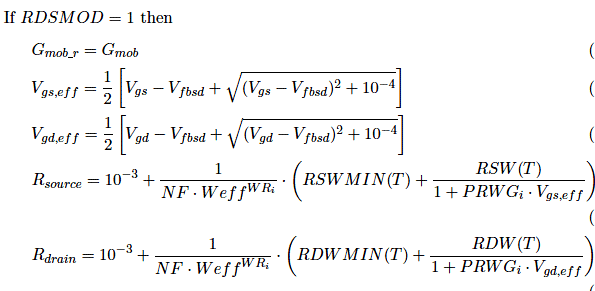 If RDSMOD = 1 then
G_{mob\_r} = G_{mob} (
V_{gs,eff} = \frac{1}{2} \left[ V_{gs} - V_{fbsd} + \sqrt{(V_{gs} - V_{fbsd})^2 + 10^{-4}} \right] (
V_{gd,eff} = \frac{1}{2} \left[ V_{gd} - V_{fbsd} + \sqrt{(V_{gd} - V_{fbsd})^2 + 10^{-4}} \right] (
R_{source} = 10^{-3} + \frac{1}{NF \cdot Weff^{WR_i}} \cdot \left( RSWMIN(T) + \frac{RSW(T)}{1 + PRWG_i \cdot V_{gs,eff}} \right)
(
R_{drain} = 10^{-3} + \frac{1}{NF \cdot Weff^{WR_i}} \cdot \left( RDWMIN(T) + \frac{RDW(T)}{1 + PRWG_i \cdot V_{gd,eff}} \right)
(